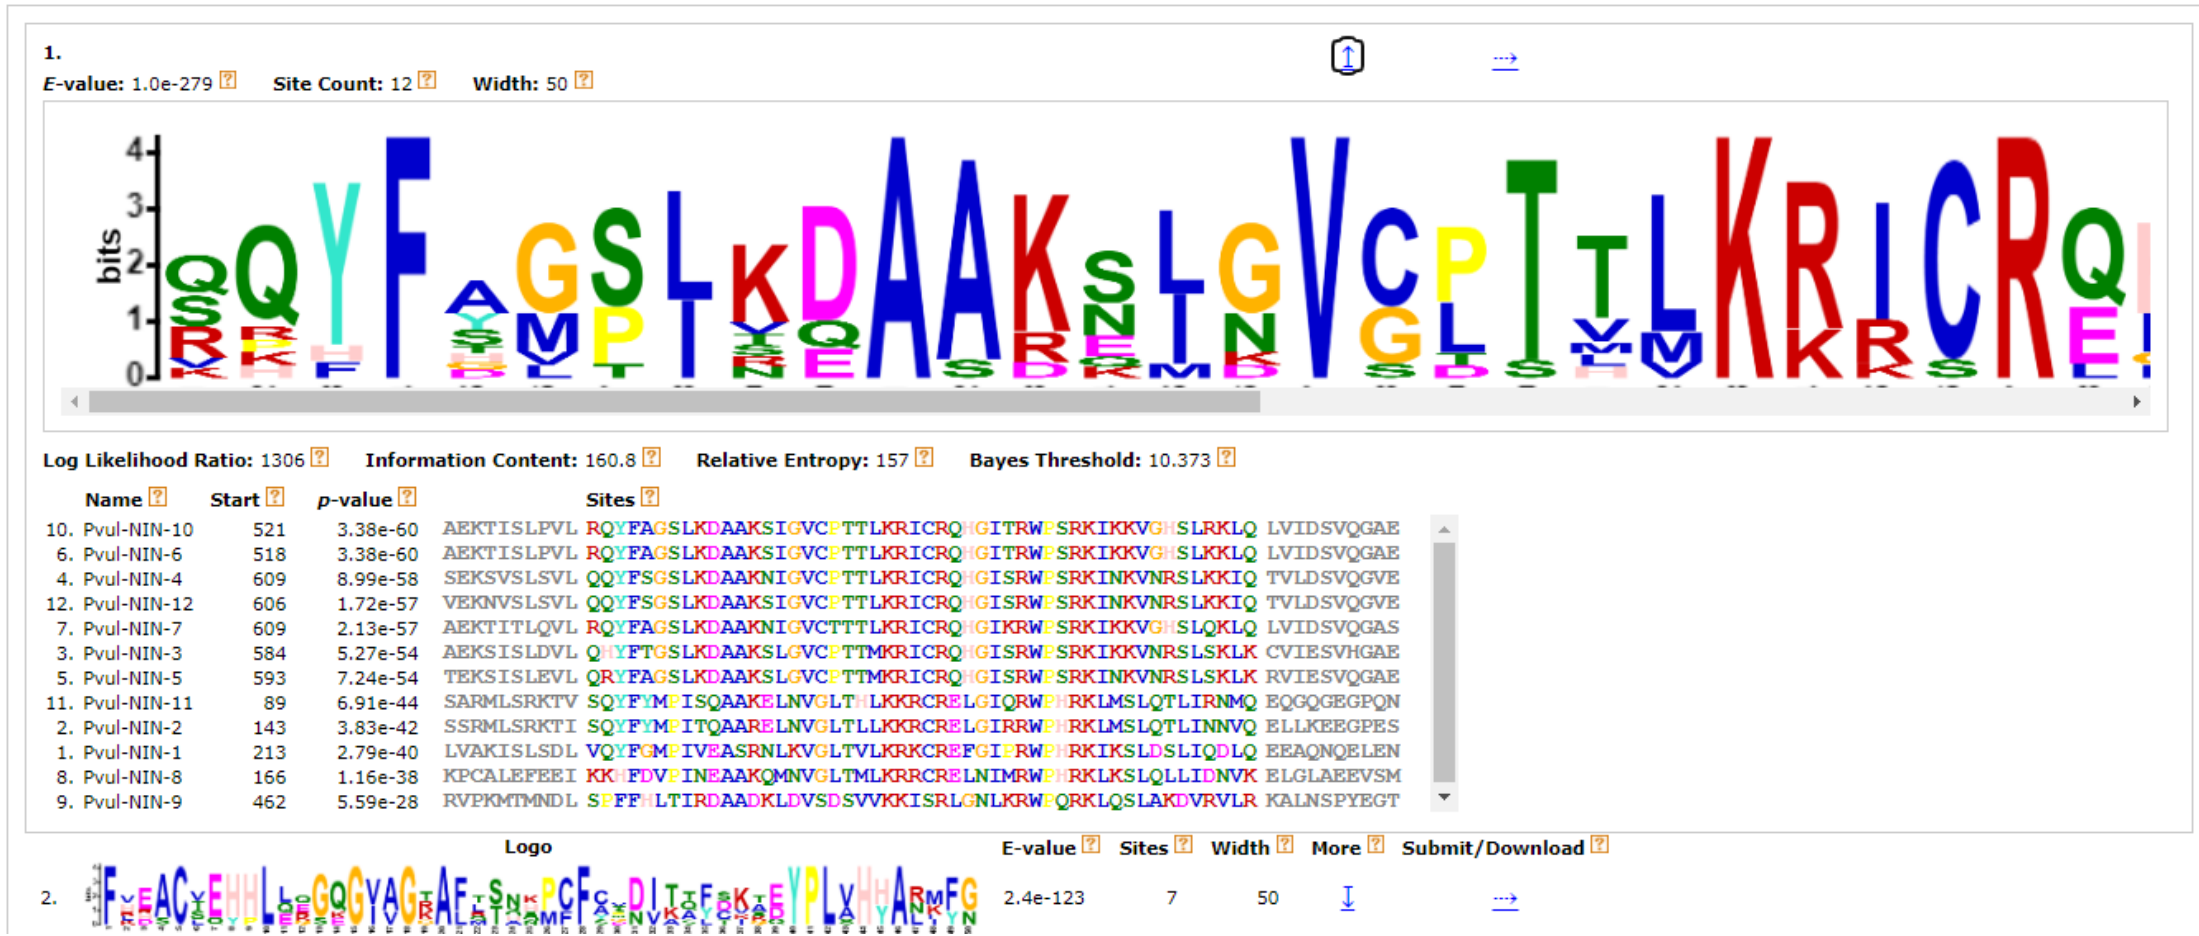 1.
E-value: 1.0e-279 ? Site Count: 12 ? Width: 50 ?
bits
4
3
2
1
0
Log Likelihood Ratio: 1306 ? Information Content: 160.8 ? Relative Entropy: 157 ? Bayes Threshold: 10.373 ?
Name ? Start ? p-value ? Sites ?
10. Pvul-NIN-10 521 3.38e-60 AEKTISLPVL RQYFAGSLKDAAKSIGVCPTTLKRICRQHGITRWPSRKIKKVGHSLRKLQ LVIDSVQGAE
6. Pvul-NIN-6 518 3.38e-60 AEKTISLPVL RQYFAGSLKDAAKSIGVCPTTLKRICRQHGITRWPSRKIKKVGHSLKKLQ LVIDSVQGAE
4. Pvul-NIN-4 609 8.99e-58 SEKSVSLSVL QQYFSGSLKDAAKNIGVCPTTLKRICRQHGISRWPSRKINKVNRSLKKIQ TVLDSVQGVE
12. Pvul-NIN-12 606 1.72e-57 VEKNVSLSVL QQYFSGSLKDAAKSIGVCPTTLKRICRQHGISRWPSRKINKVNRSLKKIQ TVLDSVQGVE
7. Pvul-NIN-7 609 2.13e-57 AEKTITLQVL RQYFAGSLKDAAKNIGVCTTTLKRICRQHGIKRWPSRKIKKVGHSLQKLQ LVIDSVQGAS
3. Pvul-NIN-3 584 5.27e-54 AEKSISLDVL QHYFTGSLKDAAKSLGVCPTTMKRICRQHGISRWPSRKIKKVNRSLSKLK CVIESVHGAE
5. Pvul-NIN-5 593 7.24e-54 TEKSISLEVL QRYFAGSLKDAAKSLGVCPTTMKRICRQHGISRWPSRKINKVNRSLSKLK RVIESVQGAE
11. Pvul-NIN-11 89 6.91e-44 SARMLSRKTV SQYFYMPISQAAKELNVGLTHLKKRCRELGIQRWPHRKLMSLQTLIRNMQ EQGQGEGPQN
2. Pvul-NIN-2 143 3.83e-42 SSRMLSRKTI SQYFYMPITQAARELNVGLTLLKKRCRELGIRRWPHRKLMSLQTLINNVQ ELLKEEGPES
1. Pvul-NIN-1 213 2.79e-40 LVAKISLSDL VQYFGMPIVEASRNLKVGLTVLKRKCREFGIPRWPHRKIKSLDSLIQDLQ EEAQNQELEN
8. Pvul-NIN-8 166 1.16e-38 KPCALEFEEI KKHFDVPINEAAKQMNVGLTMLKRRCRELNIMRWPHRKLKSLQLLIDNVK ELGLAEEVSM
9. Pvul-NIN-9 462 5.59e-28 RVPKMTMNDL SPFFHLTIRDAADKLDVSDSVVKKISRLGNLKRWPQRKLQSLAKDVRVLR KALNSPYEGT
Logo E-value ? Sites ? Width ? More ? Submit/Download ?
2. 2.4e-123 7 50